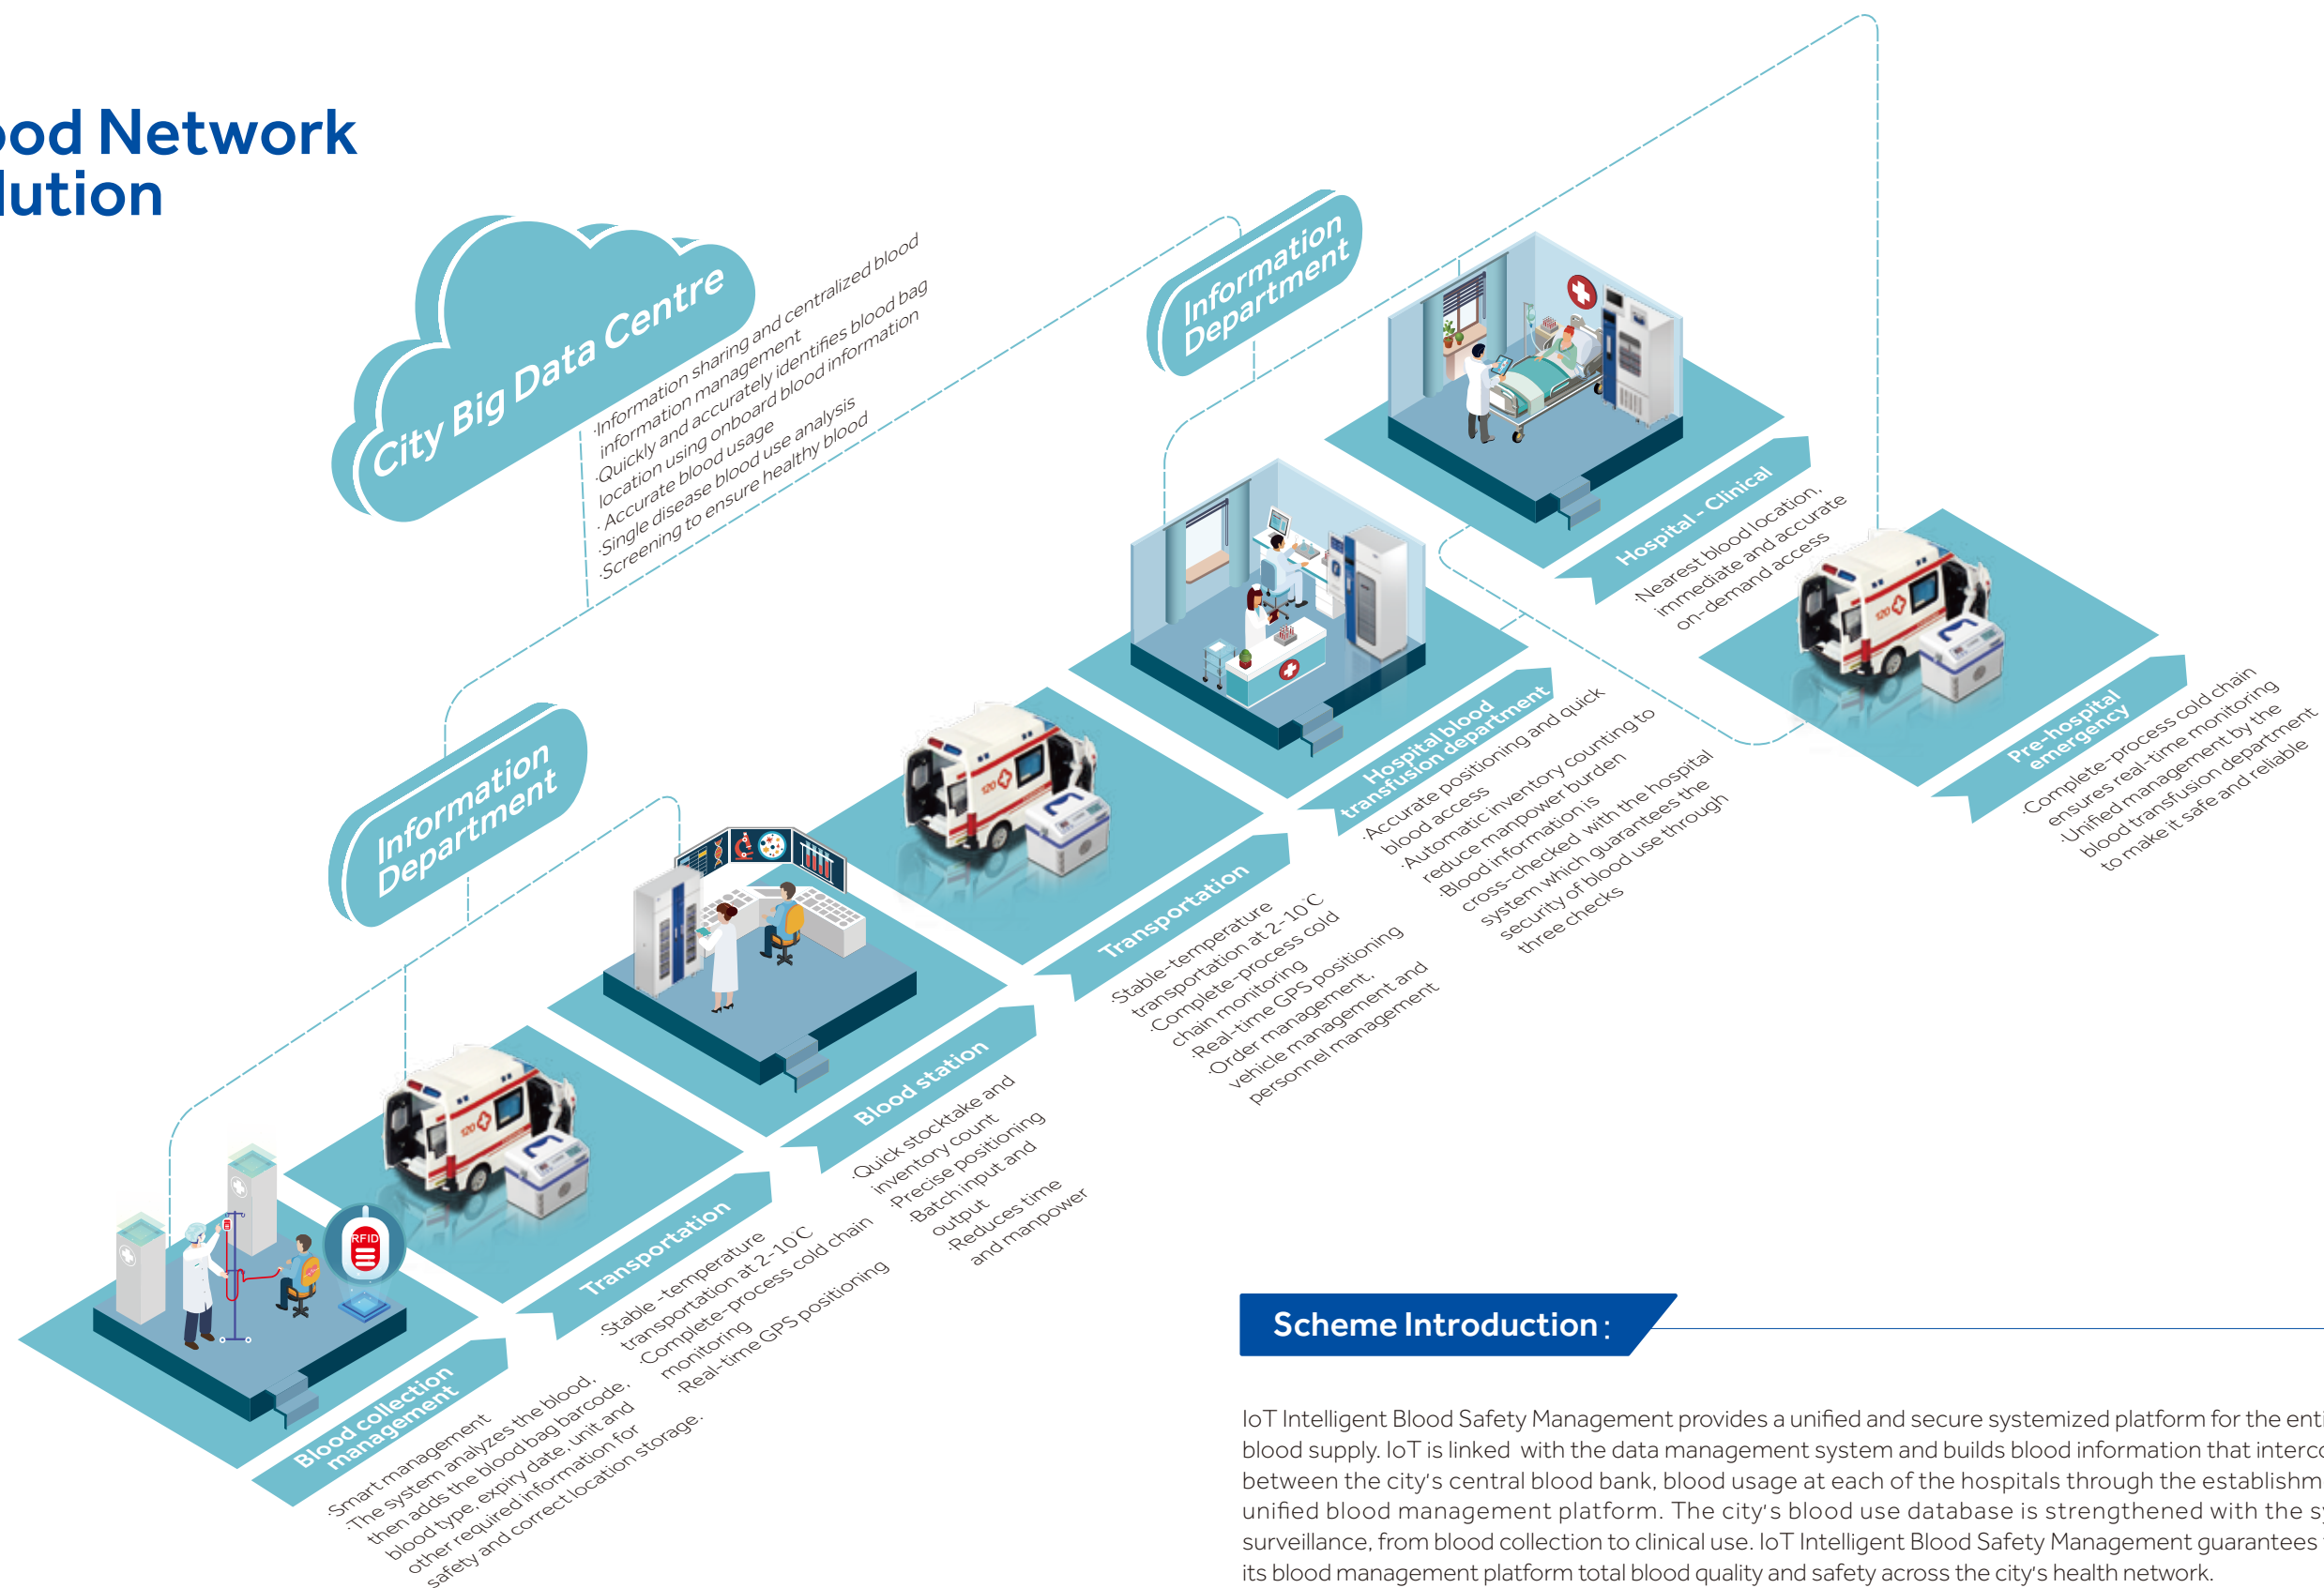 ood Network
lution
City Big Data Centre
·Information sharing and centralized blood
information management
·Quickly and accurately identifies blood bag
location using onboard blood information
· Accurate blood usage
·Single disease blood use analysis
·Screening to ensure healthy blood
Information
Department
Information
Department
Hospital - Clinical
·Nearest blood location,
immediate and accurate
on-demand access
Pre-hospital
emergency
·Complete-process cold chain
ensures real-time monitoring
·Unified management by the
blood transfusion department
to make it safe and reliable
Hospital blood
transfusion department
·Accurate positioning and quick
blood access
·Automatic inventory counting to
reduce manpower burden
·Blood information is
cross-checked with the hospital
system which guarantees the
security of blood use through
three checks
120
120
120
Transportation
·Stable-temperature
transportation at 2-10℃
·Complete-process cold
chain monitoring
·Real-time GPS positioning
·Order management,
vehicle management and
personnel management
Blood station
·Quick stocktake and
inventory count
·Precise positioning
·Batch input and
output
·Reduces time
and manpower
Transportation
·Stable -temperature
transportation at 2-10℃
·Complete-process cold chain
monitoring
·Real-time GPS positioning
RFID
Blood collection
management
·Smart management
·The system analyzes the blood,
then adds the blood bag barcode,
blood type, expiry date, unit and
other required information for
safety and correct location storage.
Scheme Introduction :
IoT Intelligent Blood Safety Management provides a unified and secure systemized platform for the enti
blood supply. IoT is linked with the data management system and builds blood information that interco
between the city's central blood bank, blood usage at each of the hospitals through the establishm
unified blood management platform. The city's blood use database is strengthened with the sy
surveillance, from blood collection to clinical use. IoT Intelligent Blood Safety Management guarantees
its blood management platform total blood quality and safety across the city's health network.